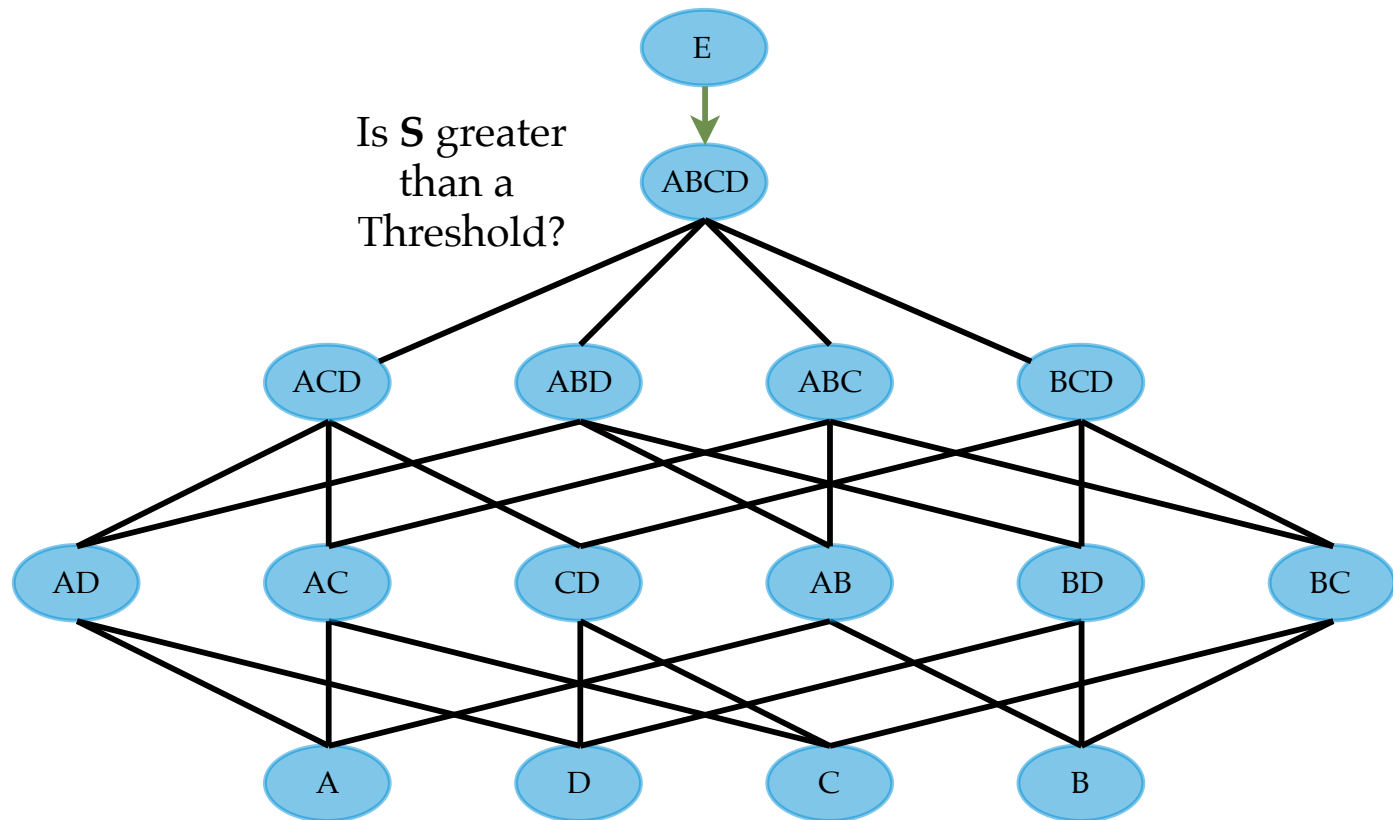 E
Is S greater
than a
Threshold?
ABCD
ACD
ABD
ABC
BCD
AD
AC
CD
AB
BD
BC
A
D
C
B